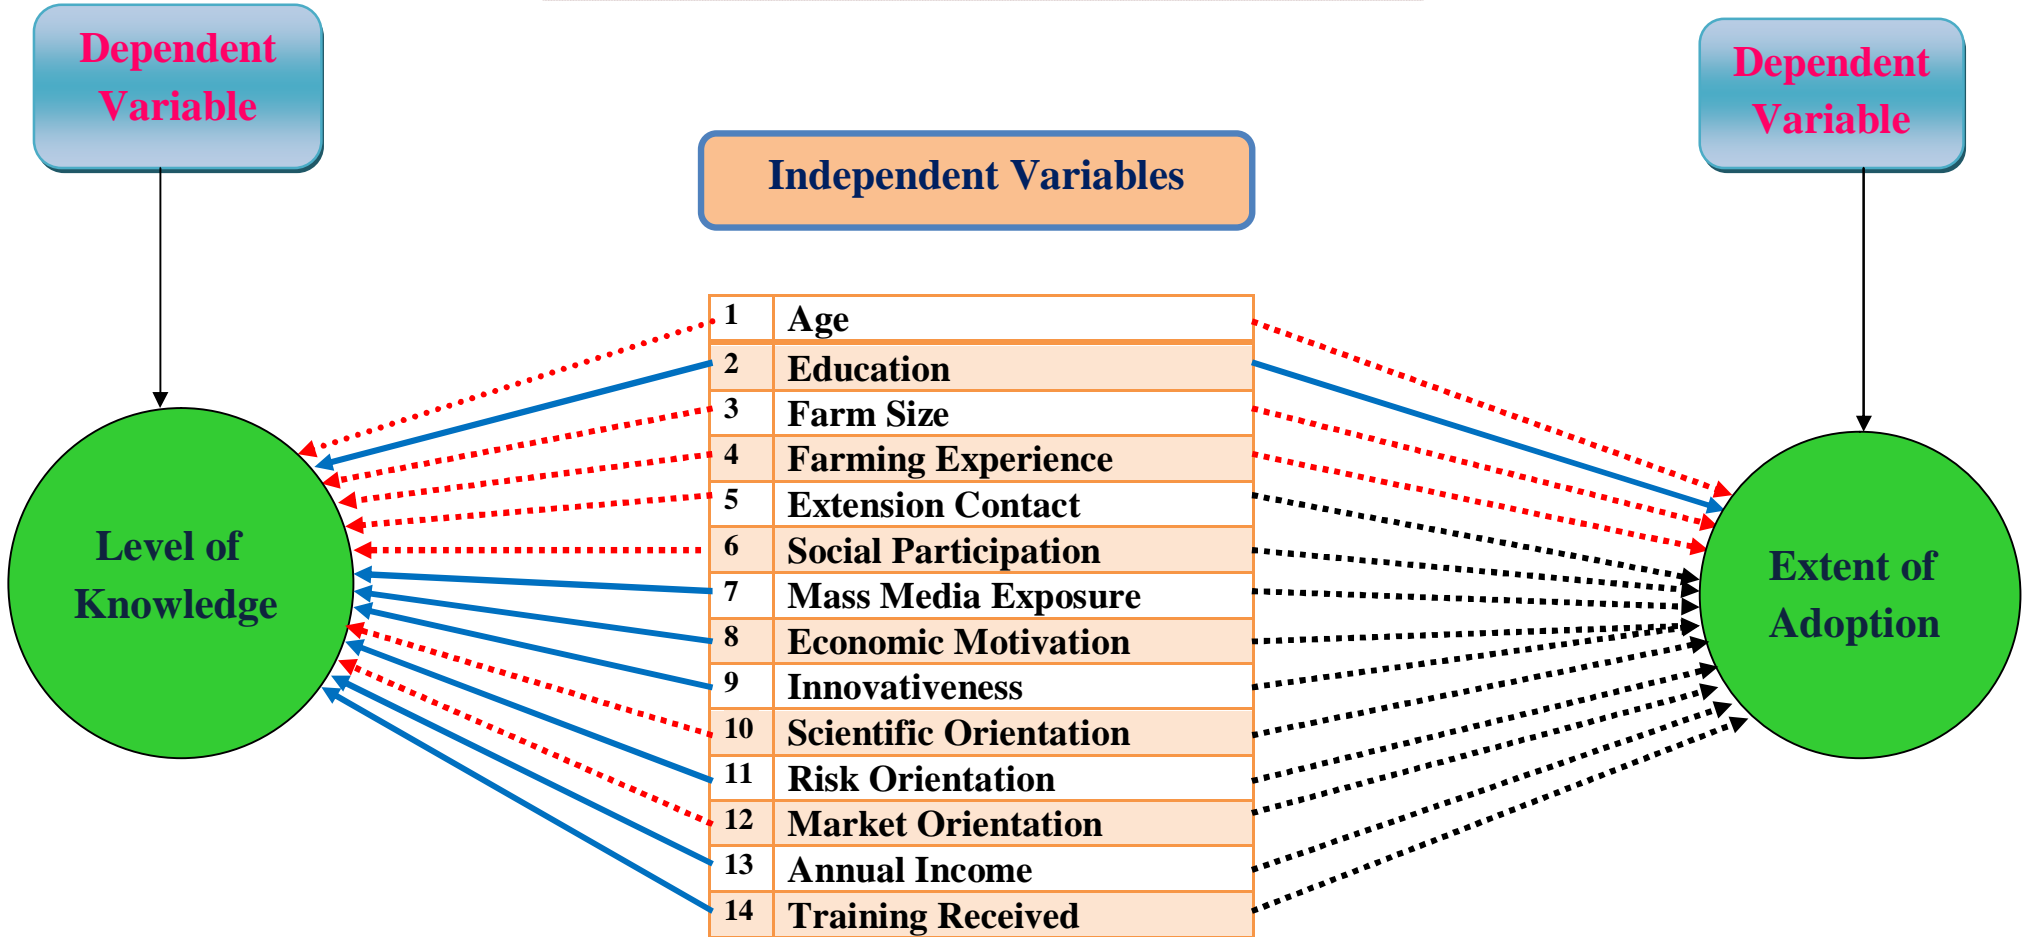 Dependent
Variable
Dependent
Variable
Independent Variables
1 Age
2 Education
3 Farm Size
4 Farming Experience
5 Extension Contact
6 Social Participation
7 Mass Media Exposure
8 Economic Motivation
9 Innovativeness
10 Scientific Orientation
11 Risk Orientation
12 Market Orientation
13 Annual Income
14 Training Received
Level of
Knowledge
Extent of
Adoption